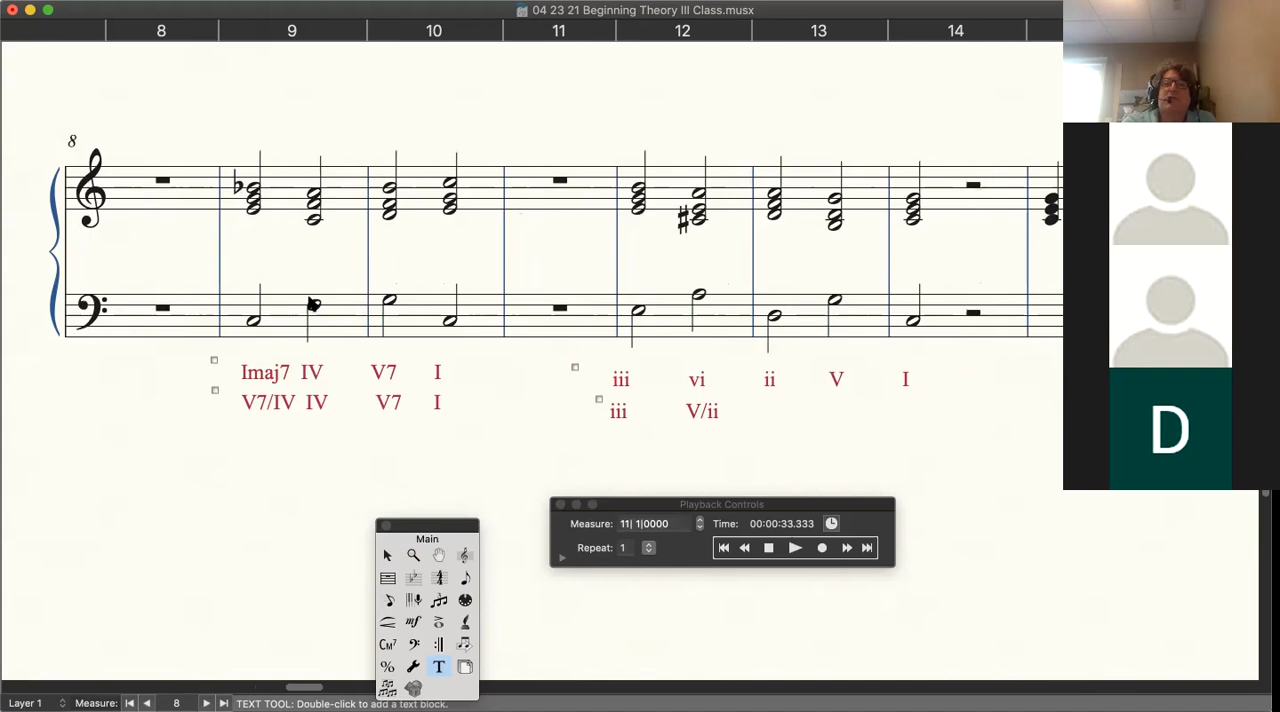 04 23 21 Beginning Theory III Class.musx
8 9 10 11 12 13 14
8
Imaj7 IV V7 I
V7/IV IV V7 I
iii vi ii V I
iii V/ii
D
Playback Controls
Measure: 11| 1|0000 Time: 00:00:33.333
Repeat: 1
Main
mf
CM7
%
T
Layer 1 Measure: 8 TEXT TOOL: Double-click to add a text block.